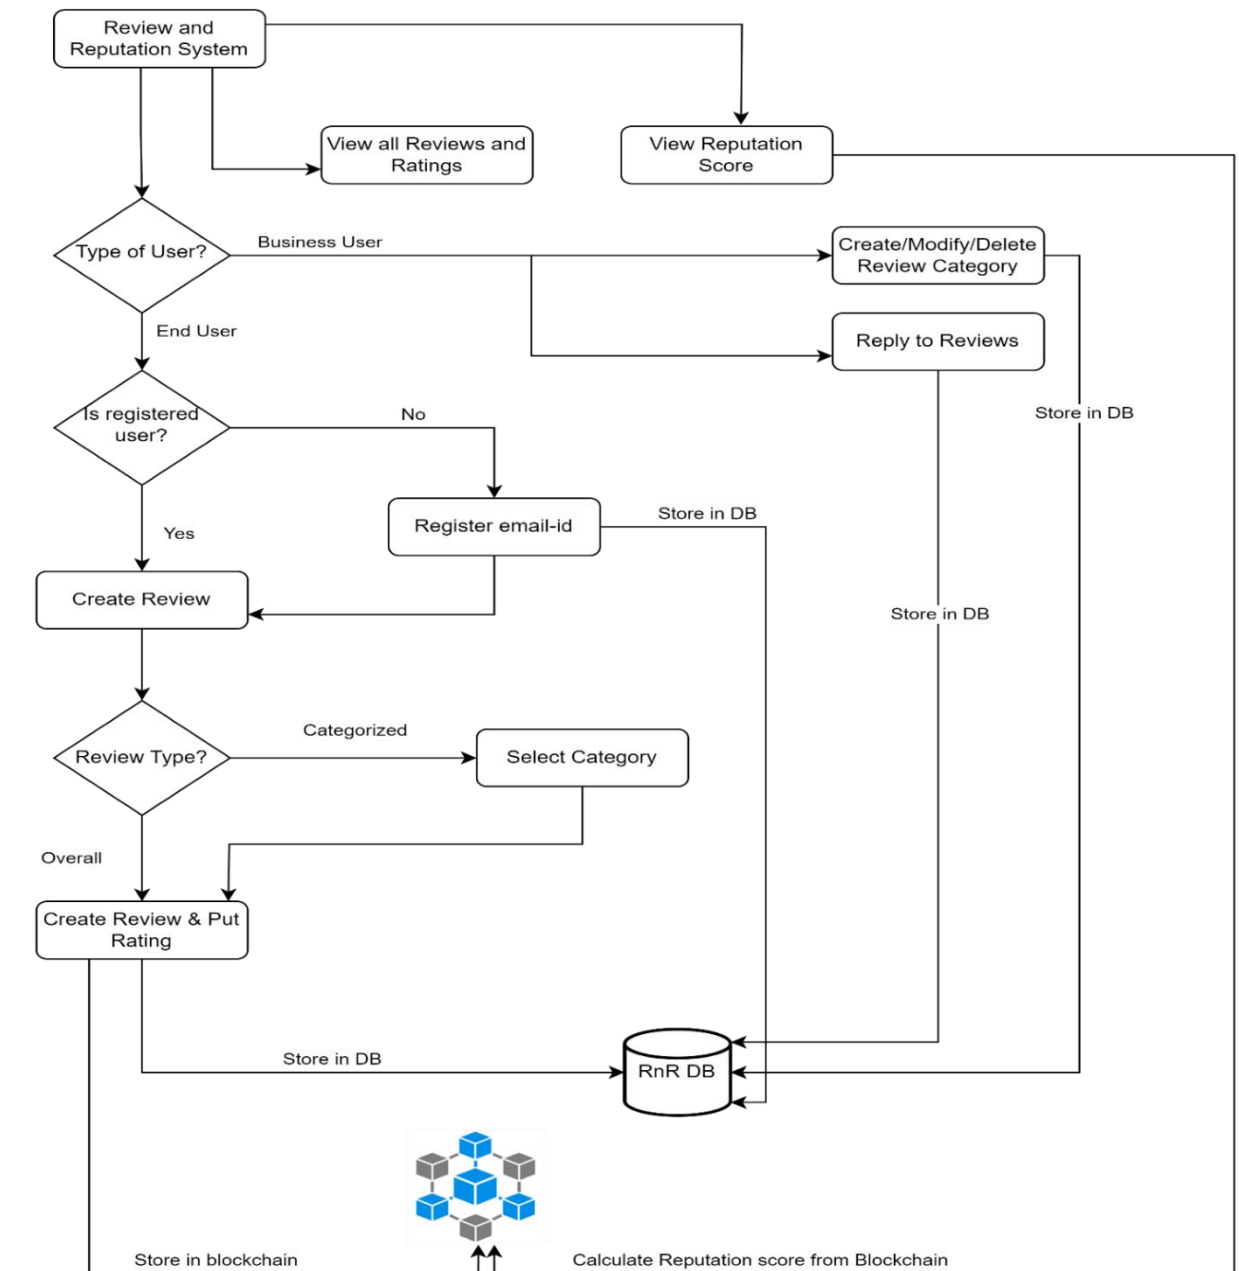 Review and
Reputation System
View all Reviews and
Ratings
View Reputation
Score
Type of User?
Business User
Create/Modify/Delete
Review Category
End User
Reply to Reviews
Is registered
user?
No
Store in DB
Register email-id
Store in DB
Yes
Create Review
Store in DB
Review Type?
Categorized
Select Category
Overall
Create Review & Put
Rating
Store in DB
RnR DB
Store in blockchain
Calculate Reputation score from Blockchain